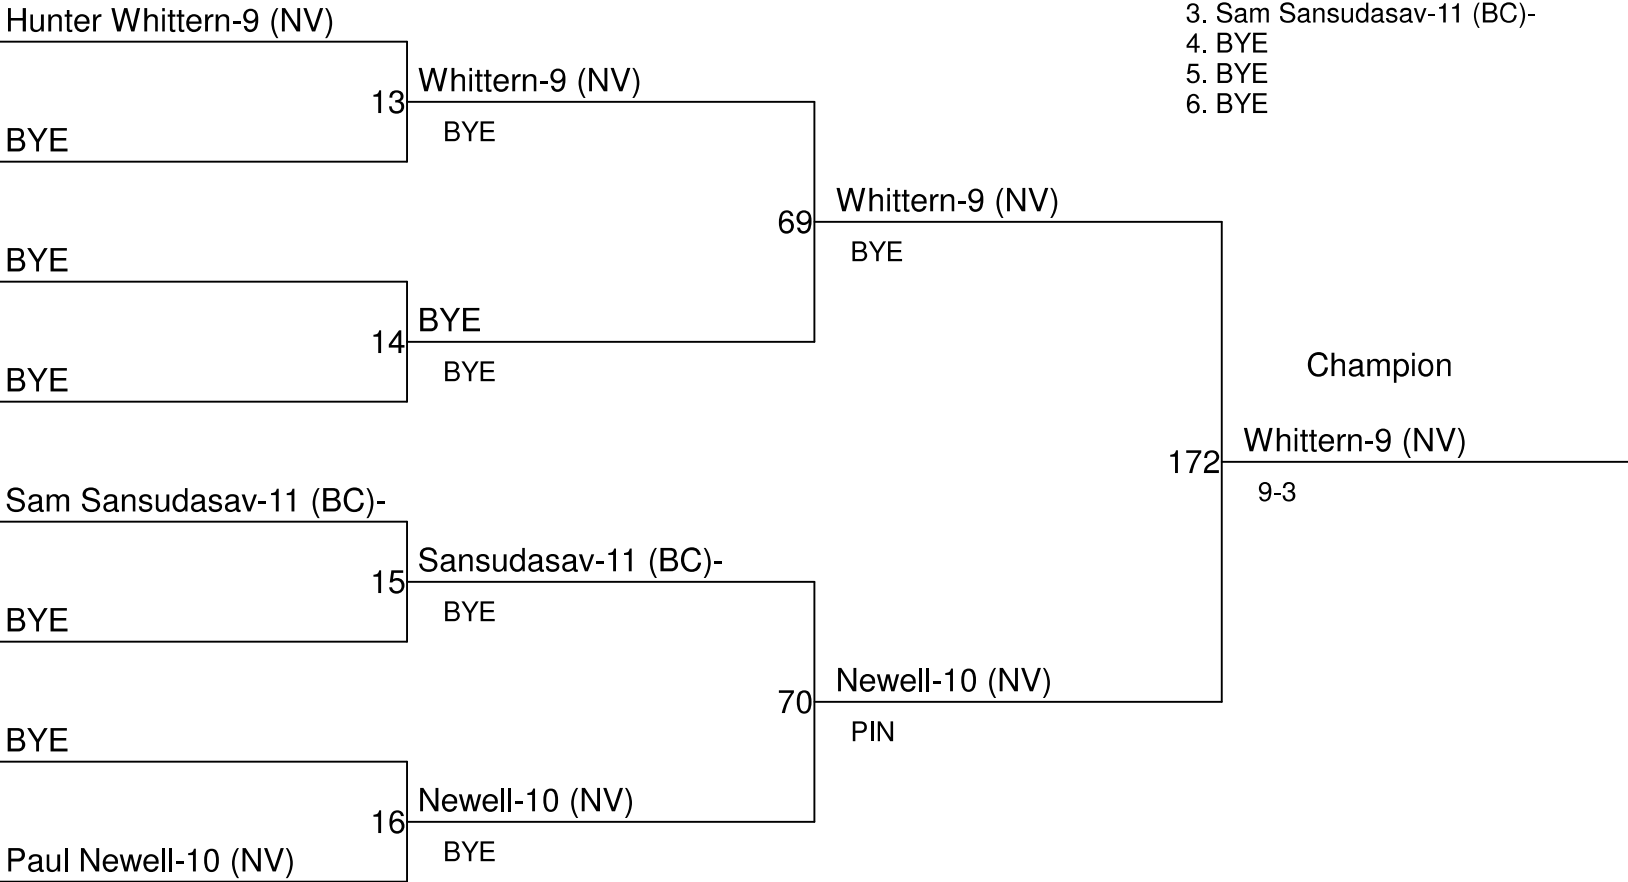 Hunter Whittern-9 (NV)
3. Sam Sansudasav-11 (BC)-
4. BYE
5. BYE
6. BYE
13
Whittern-9 (NV)
BYE
BYE
69
Whittern-9 (NV)
BYE
BYE
14
BYE
BYE
BYE
Champion
172
Whittern-9 (NV)
9-3
Sam Sansudasav-11 (BC)-
15
Sansudasav-11 (BC)-
BYE
BYE
70
Newell-10 (NV)
PIN
BYE
16
Newell-10 (NV)
BYE
Paul Newell-10 (NV)